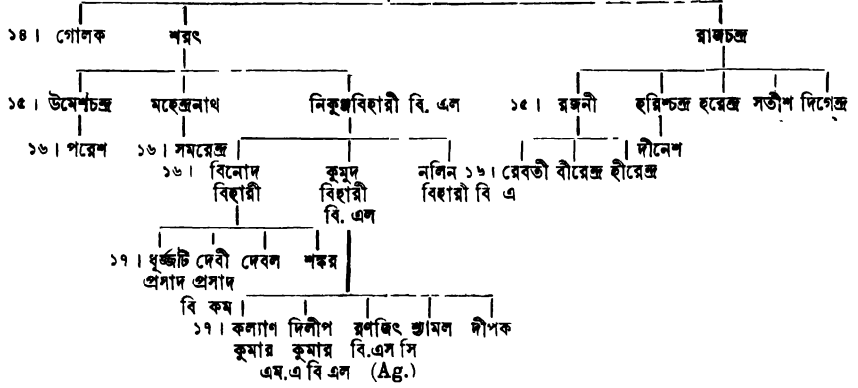 ১৪। গোলক শরৎ রাজচন্দ্র
১৫। উমেশচন্দ্র মহেন্দ্রনাথ নিকুঞ্জবিহারী বি. এল ১৫। রজনী হরিশ্চন্দ্র হরেন্দ্র সতীশ দিগেন্দ্র
১৬। পরেশ ১৬। সমরেন্দ্র দীনেশ
১৬। বিনোদ কুমুদ নলিন ১৬। রেবতী বীরেন্দ্র হীরেন্দ্র
বিহারী বিহারী বিহারী বি এ
বি. এল
১৭। ধূর্জ্জটি দেবী দেবল শঙ্কর
প্রসাদ প্রসাদ
বি কম
১৭। কল্যাণ দিলীপ রণজিৎ শ্যামল দীপক
কুমার কুমার বি.এস সি
এম.এ বি এল (Ag.)